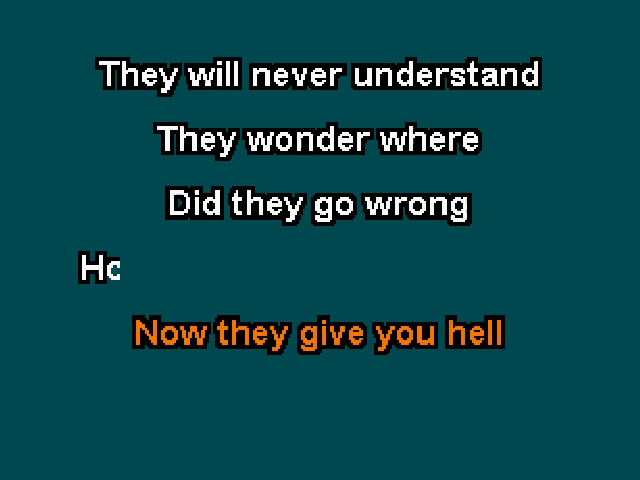 They will never understand
They wonder where
Did they go wrong
Now they give you hell